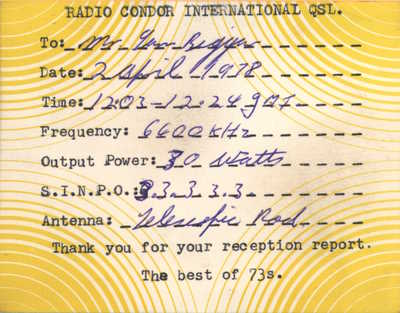 RADIO CONDOR INTERNATIONAL QSL.
To: Mr.
Date: 2 April 1978
Time: 12.03-12.24 gmt
Frequency: 6600 kHz
Output Power: 30 Watts
S.I.N.P.O.: 3 3 3 3 3
Antenna: Telescopic Rod
Thank you for your reception report.
The best of 73s.